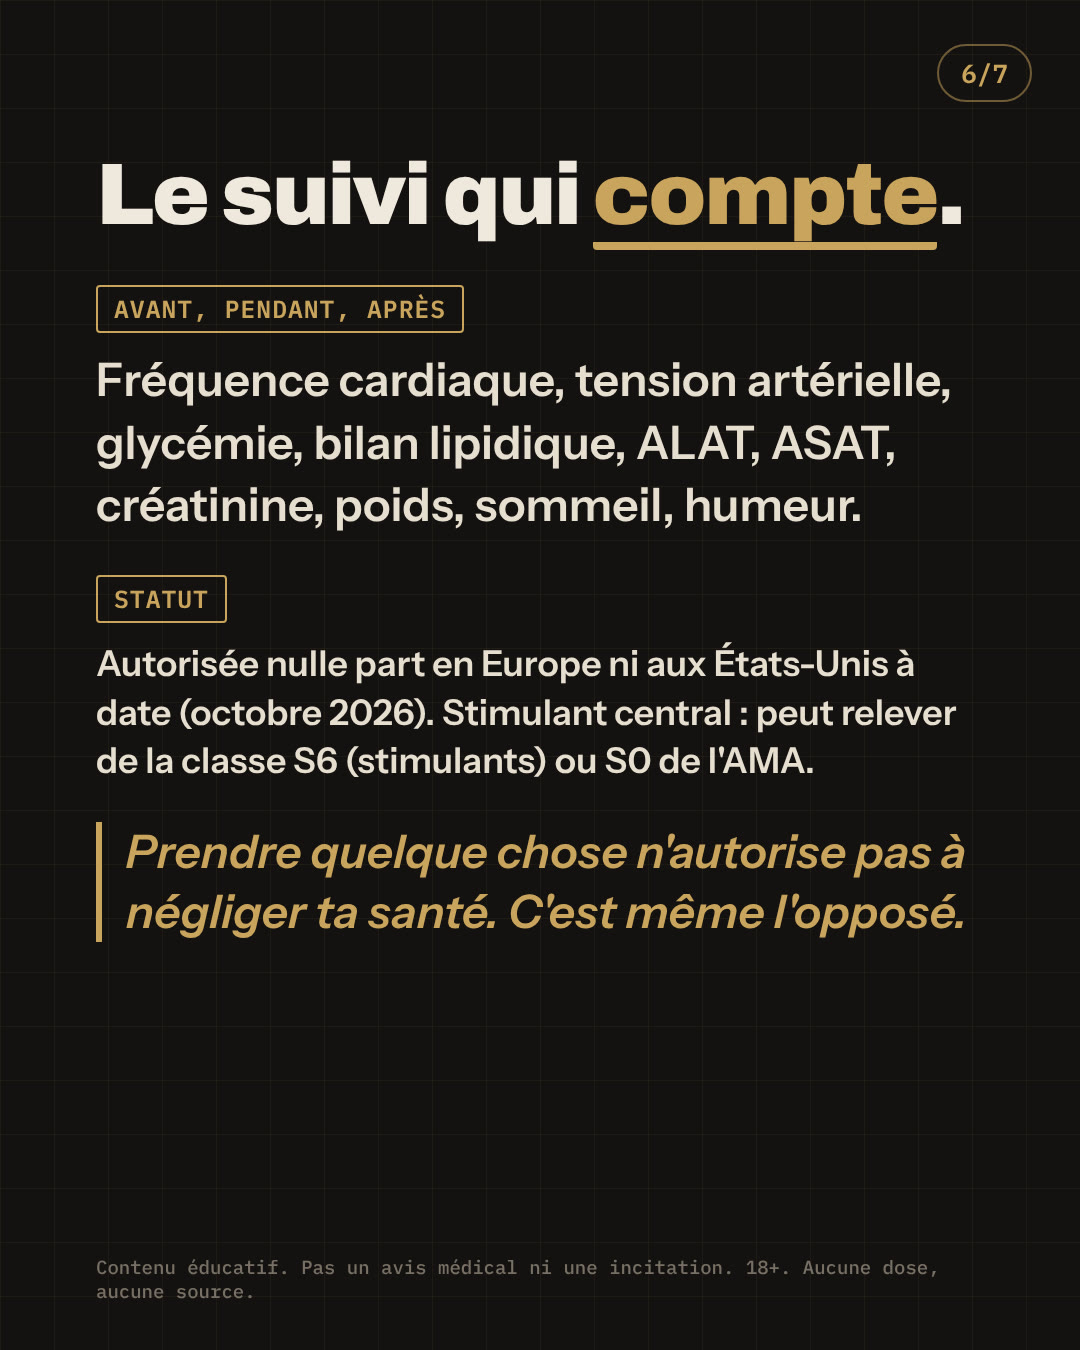 6/7
Le suivi qui compte.
AVANT, PENDANT, APRÈS
Fréquence cardiaque, tension artérielle,
glycémie, bilan lipidique, ALAT, ASAT,
créatinine, poids, sommeil, humeur.
STATUT
Autorisée nulle part en Europe ni aux États-Unis à
date (octobre 2026). Stimulant central : peut relever
de la classe S6 (stimulants) ou S0 de l'AMA.
Prendre quelque chose n'autorise pas à
négliger ta santé. C'est même l'opposé.
Contenu éducatif. Pas un avis médical ni une incitation. 18+. Aucune dose,
aucune source.